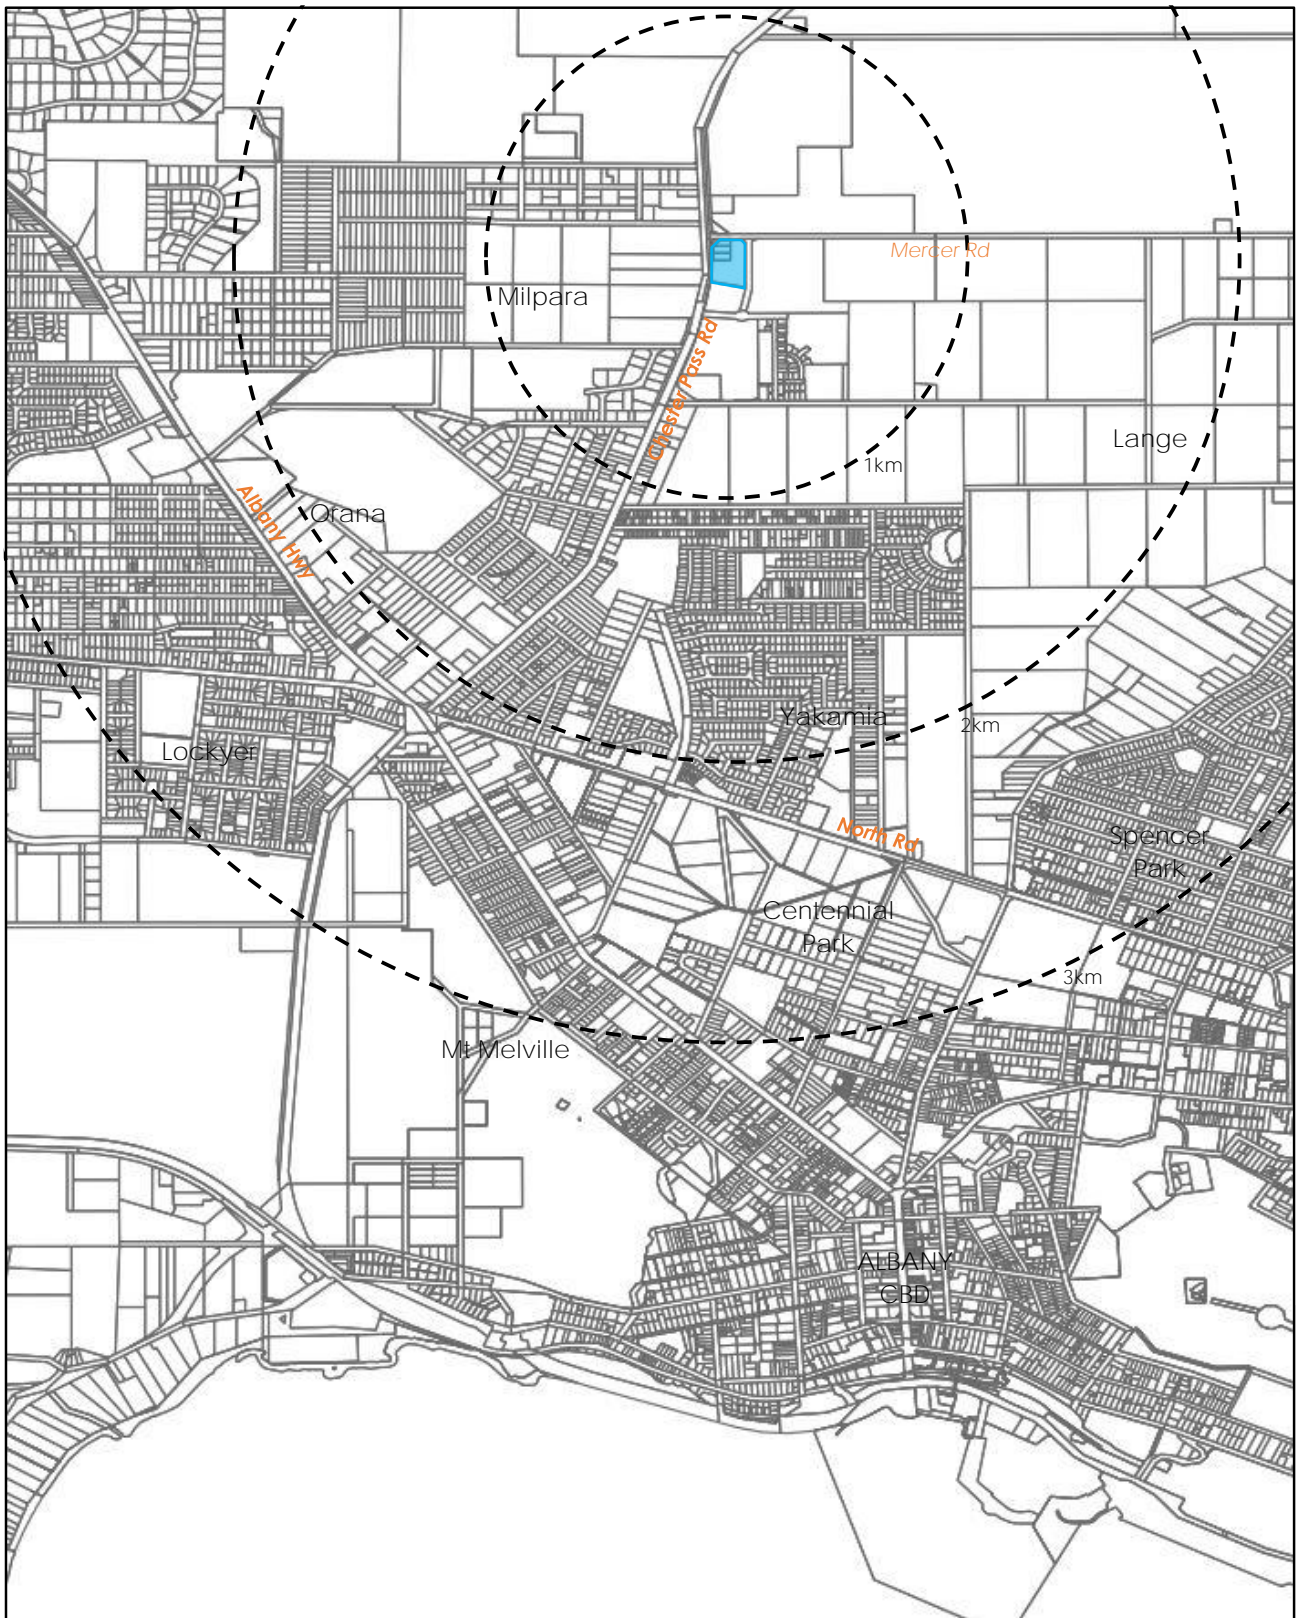 Mercer Rd
Milpara
Chester Pass Rd
Lange
1km
Albany Hwy
Orana
Yakamia
2km
Lockyer
North Rd
Spencer
Park
Centennial
Park
3km
Mt Melville
ALBANY
CBD